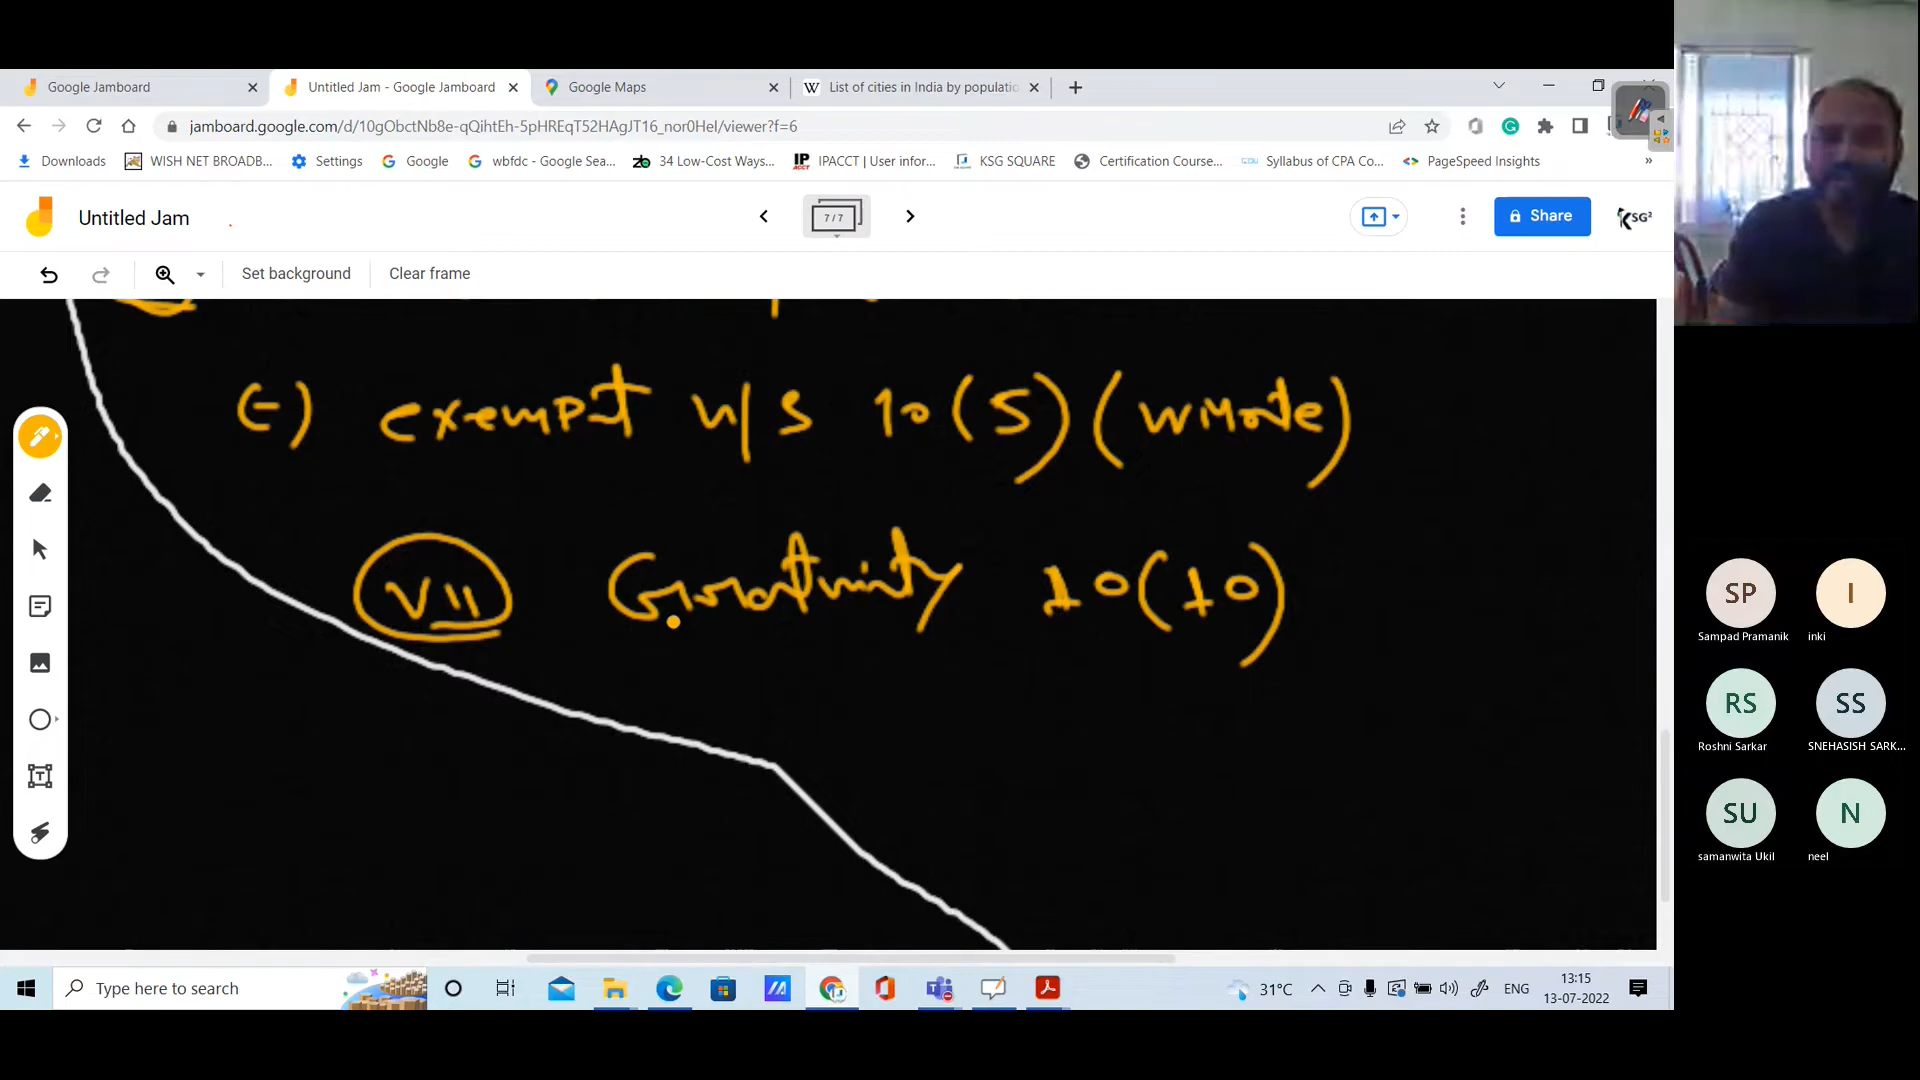 Google Jamboard
Untitled Jam - Google Jamboard
Google Maps
W List of cities in India by populatio
jamboard.google.com/d/10gObctNb8e-qQihtEh-5pHREqT52HAgJT16_nor0HeI/viewer?f=6
Downloads
WISH NET BROADB...
Settings
Google
wbfdc - Google Sea...
34 Low-Cost Ways...
IPACCT | User infor...
KSG SQUARE
Certification Course...
Syllabus of CPA Co...
PageSpeed Insights
»
Untitled Jam
7 / 7
Share
KSG²
Set background
Clear frame
(-) exempt u/s 10(5)
VII Gratuity 10(10)
SP
Sampad Pramanik
I
inki
RS
Roshni Sarkar
SS
SNEHASISH SARK...
SU
samanwita Ukil
N
neel
Type here to search
31°C
ENG
13:15
13-07-2022